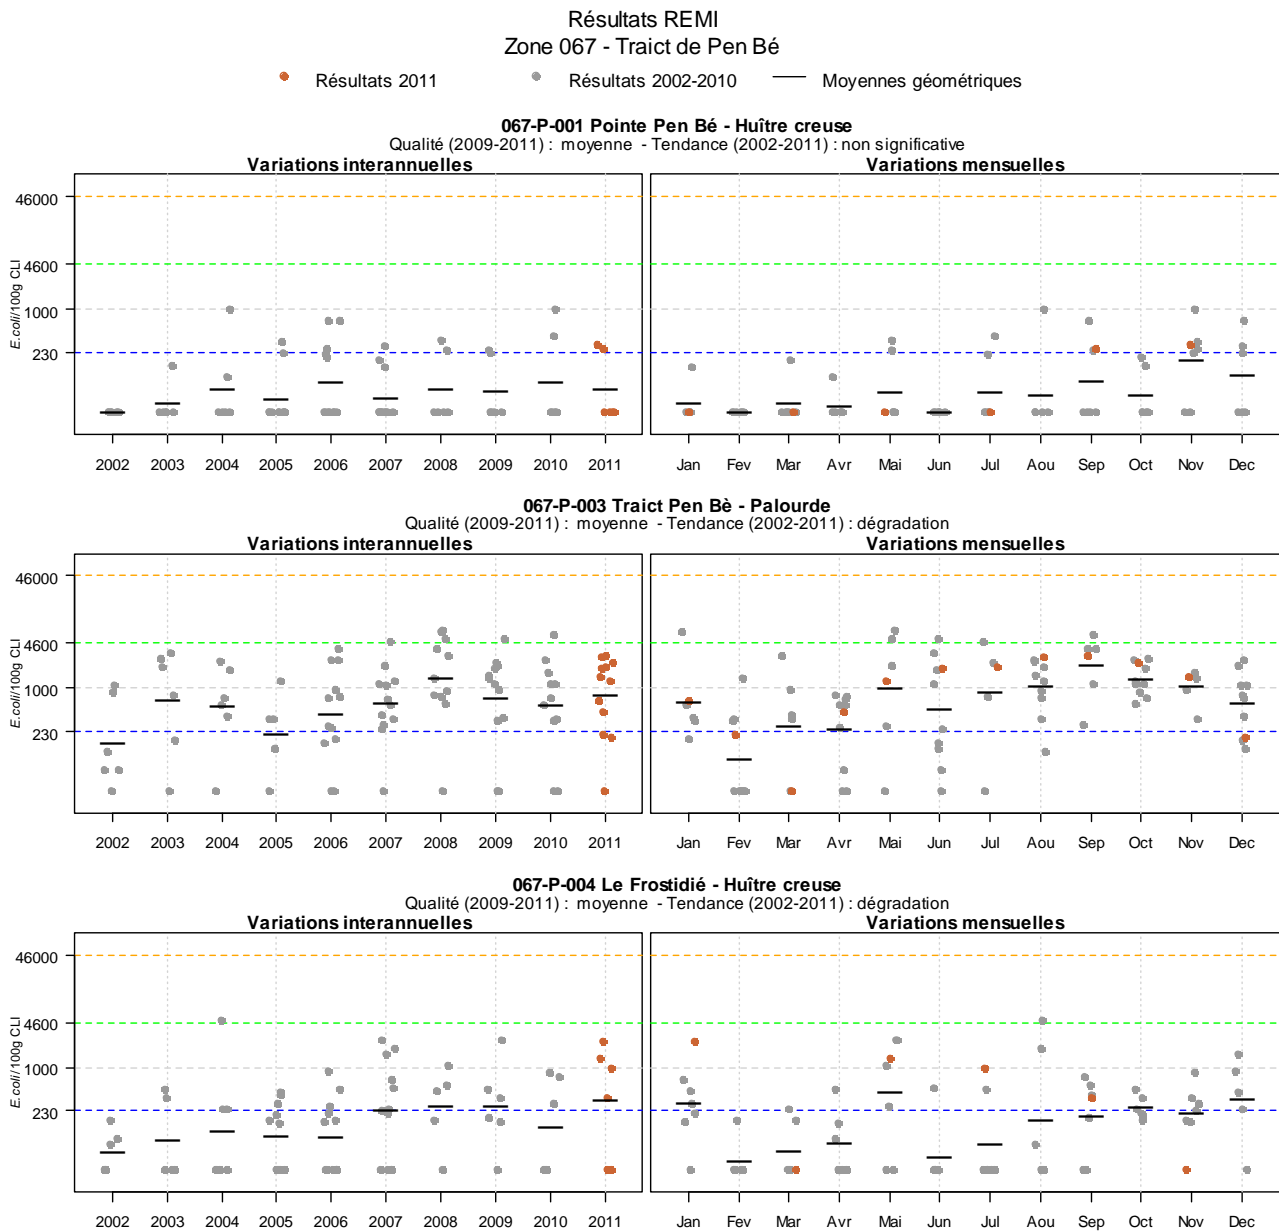 Résultats REMI
Zone 067 - Traict de Pen Bé
Résultats 2011 Résultats 2002-2010 Moyennes géométriques
067-P-001 Pointe Pen Bé - Huître creuse
Qualité (2009-2011) : moyenne - Tendance (2002-2011) : non significative
Variations interannuelles Variations mensuelles
46000
4600
1000
230
E.coli/100g CLI
2002 2003 2004 2005 2006 2007 2008 2009 2010 2011 Jan Fev Mar Avr Mai Jun Jul Aou Sep Oct Nov Dec
067-P-003 Traict Pen Bè - Palourde
Qualité (2009-2011) : moyenne - Tendance (2002-2011) : dégradation
Variations interannuelles Variations mensuelles
46000
4600
1000
230
E.coli/100g CLI
2002 2003 2004 2005 2006 2007 2008 2009 2010 2011 Jan Fev Mar Avr Mai Jun Jul Aou Sep Oct Nov Dec
067-P-004 Le Frostidié - Huître creuse
Qualité (2009-2011) : moyenne - Tendance (2002-2011) : dégradation
Variations interannuelles Variations mensuelles
46000
4600
1000
230
E.coli/100g CLI
2002 2003 2004 2005 2006 2007 2008 2009 2010 2011 Jan Fev Mar Avr Mai Jun Jul Aou Sep Oct Nov Dec